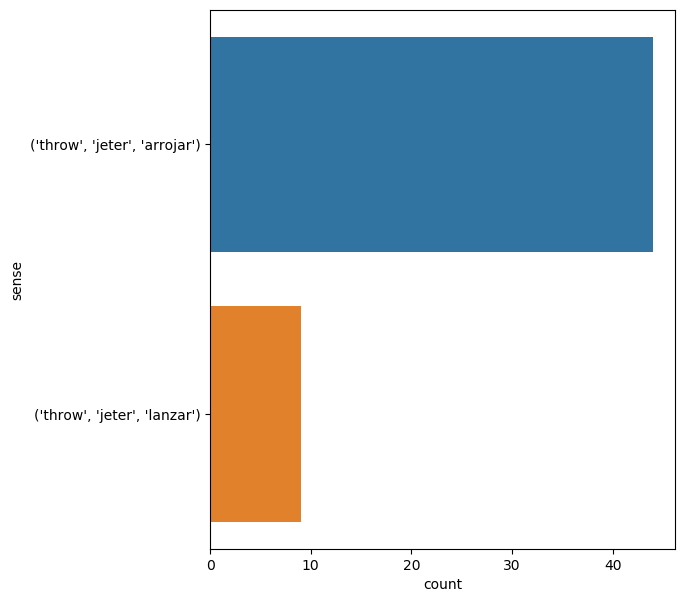 ('throw', 'jeter', 'arrojar')
('throw', 'jeter', 'lanzar')
sense
0 10 20 30 40
count